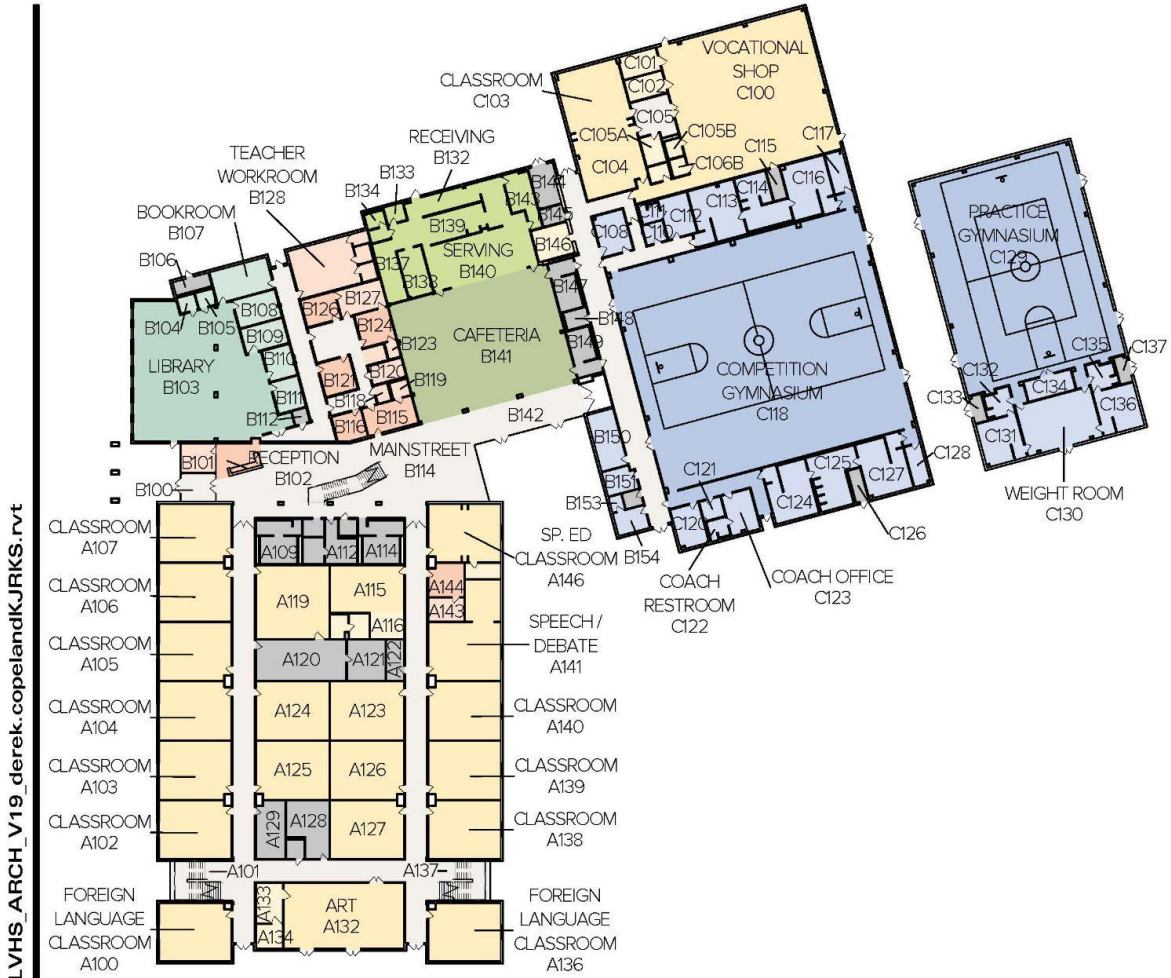 LVHS_ARCH_V19_derek.copelandKJRKS.rvt
VOCATIONAL
SHOP
C100
C101
C102
CLASSROOM
C103
C105
C105A
C105B
C104
C106B
C115
C117
RECEIVING
B132
TEACHER
WORKROOM
B128
B133
B134
B143
B144
B145
C114
C116
C113
C111
C112
C110
C108
BOOKROOM
B107
B139
SERVING
B140
B146
PRACTICE
GYMNASIUM
C129
B106
B137
B138
B147
B104
B105
B108
B127
B126
B124
B148
B109
B123
CAFETERIA
B141
B149
LIBRARY
B103
B110
B121
B120
B119
COMPETITION
GYMNASIUM
C118
C135
C137
C132
C134
C133
B111
B118
B112
B116
B115
B142
C136
C131
B101
RECEPTION
B102
MAINSTREET
B114
B150
C121
C125
C127
C128
B100
B151
C124
WEIGHT ROOM
C130
B153
C120
C126
B154
CLASSROOM
A107
A109
A112
A114
SP. ED
CLASSROOM
A146
COACH
RESTROOM
C122
COACH OFFICE
C123
CLASSROOM
A106
A119
A115
A144
A143
A116
SPEECH /
DEBATE
A141
CLASSROOM
A105
A120
A121
A122
CLASSROOM
A104
A124
A123
CLASSROOM
A140
CLASSROOM
A103
A125
A126
CLASSROOM
A139
CLASSROOM
A102
A129
A128
A127
CLASSROOM
A138
A101
A137
FOREIGN
LANGUAGE
CLASSROOM
A100
A133
A134
ART
A132
FOREIGN
LANGUAGE
CLASSROOM
A136